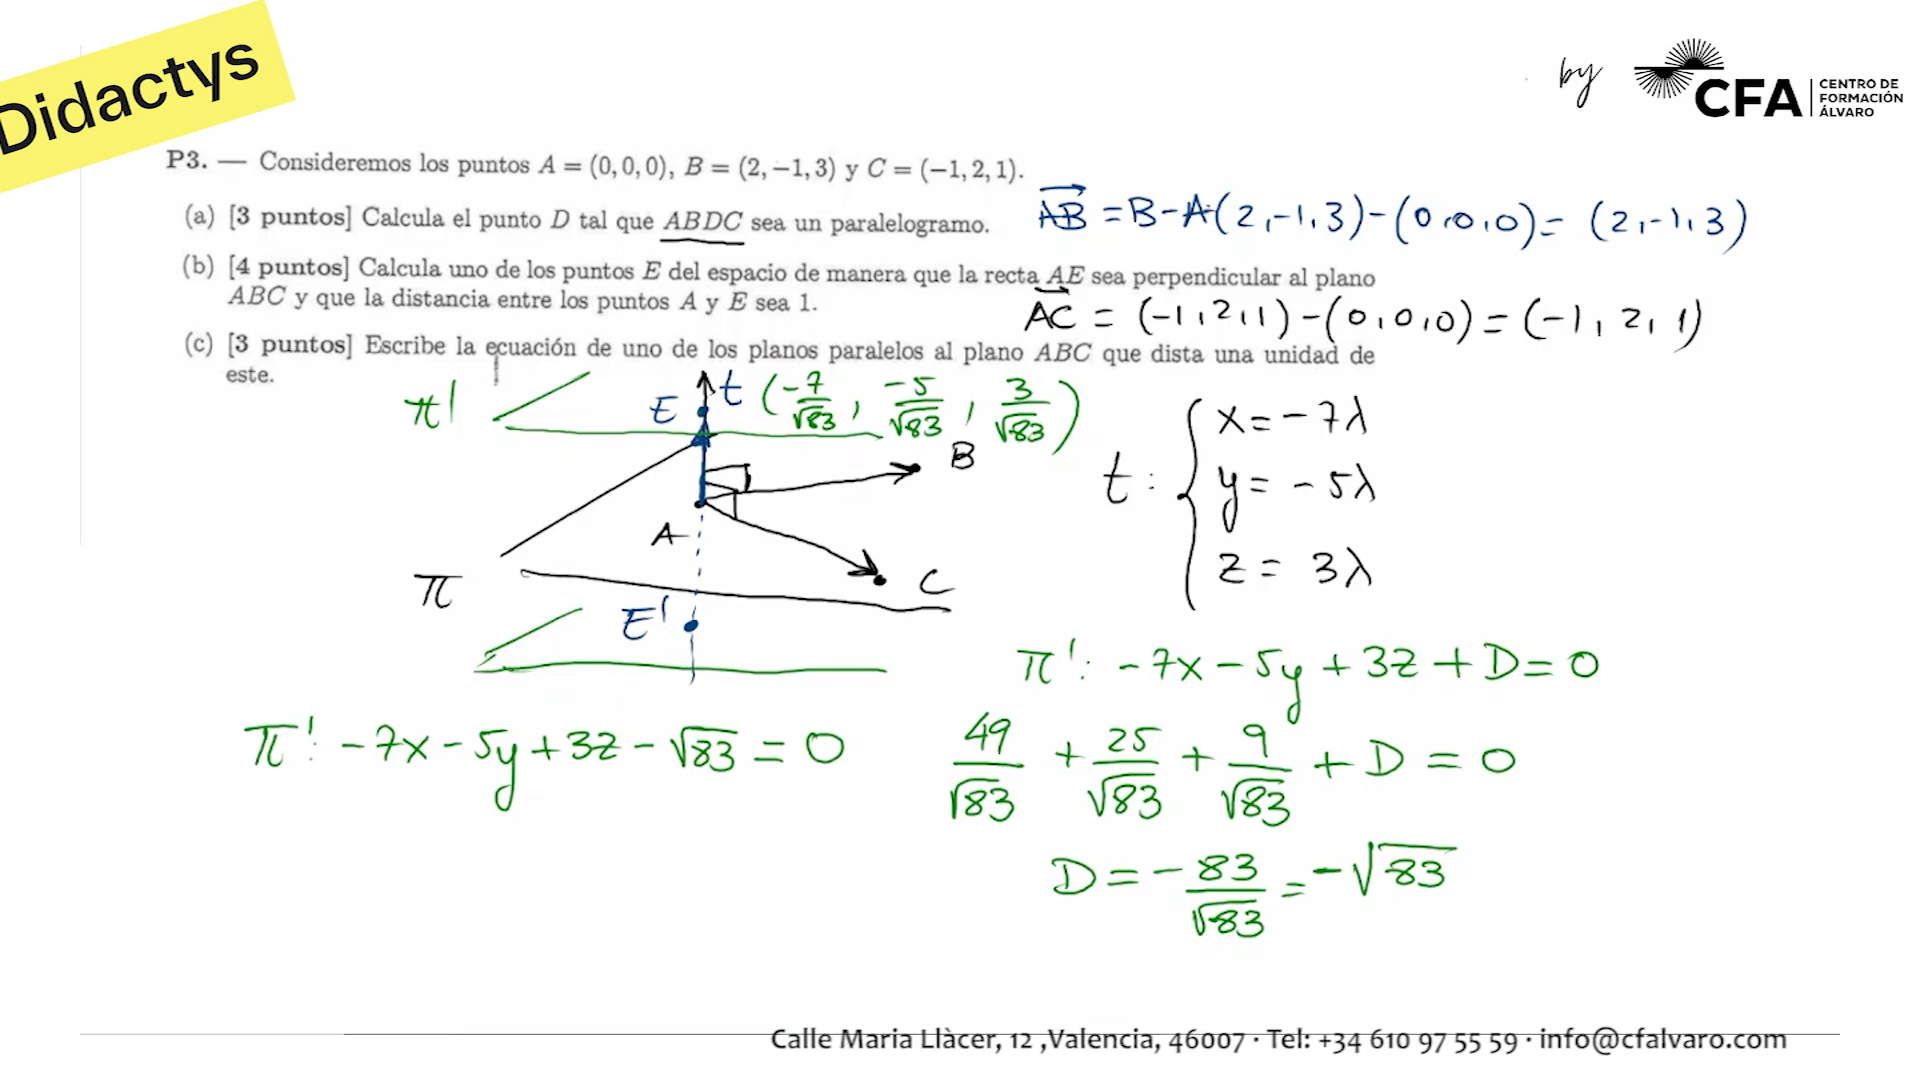 Didactys
by
CFA
CENTRO DE
FORMACIÓN
ÁLVARO
P3. — Consideremos los puntos A = (0, 0, 0), B = (2, −1, 3) y C = (−1, 2, 1).
(a) [3 puntos] Calcula el punto D tal que ABDC sea un paralelogramo.
AB = B - A (2, -1, 3) - (0, 0, 0) = (2, -1, 3)
(b) [4 puntos] Calcula uno de los puntos E del espacio de manera que la recta AE sea perpendicular al plano
ABC y que la distancia entre los puntos A y E sea 1.
AC = (-1, 2, 1) - (0, 0, 0) = (-1, 2, 1)
(c) [3 puntos] Escribe la ecuación de uno de los planos paralelos al plano ABC que dista una unidad de
este.
π' E t (-7/√83, -5/√83, 3/√83)
B
A
π C
E'
t: { x = -7λ
y = -5λ
z = 3λ
π': -7x - 5y + 3z + D = 0
π': -7x - 5y + 3z - √83 = 0
49/√83 + 25/√83 + 9/√83 + D = 0
D = -83/√83 = -√83
Calle Maria Llàcer, 12 ,Valencia, 46007 · Tel: +34 610 97 55 59 · info@cfalvaro.com